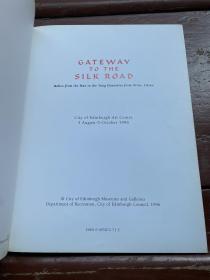 GATEWAY
TO THE
SILK ROAD
Relics from the Han to the Tang Dynasties from Xi'an, China
City of Edinburgh Art Centre
3 August-5 October 1996
© City of Edinburgh Museums and Galleries
Department of Recreation, City of Edinburgh Council, 1996
ISBN